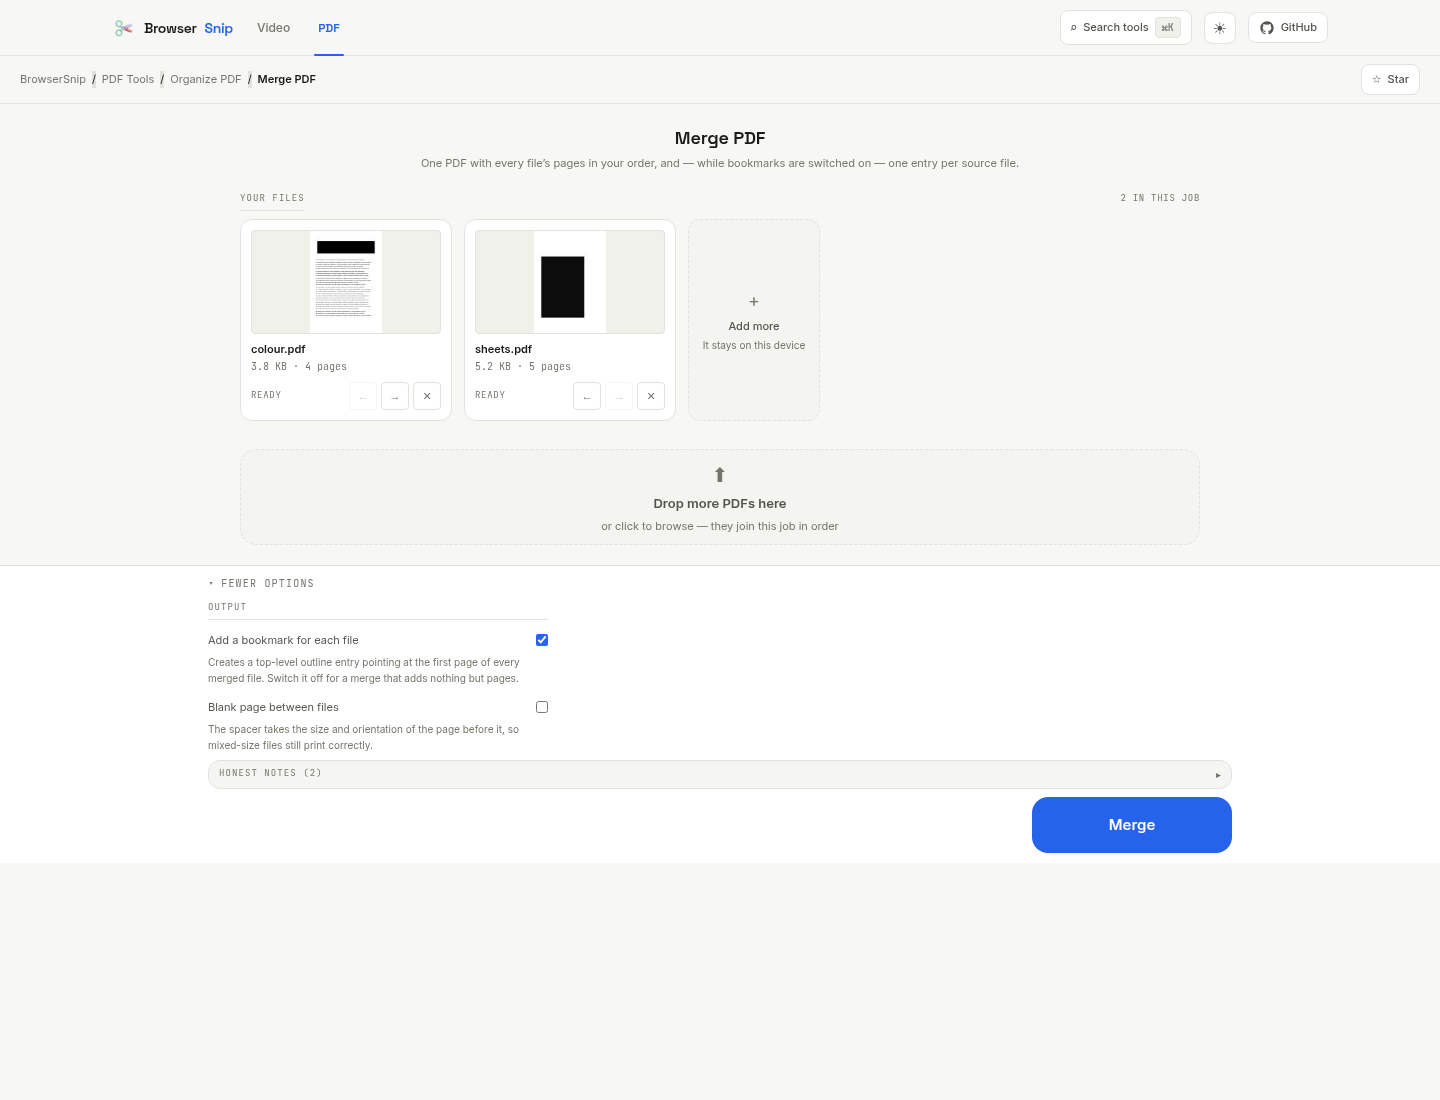 Browser Snip Video PDF Search tools ⌘K GitHub
BrowserSnip / PDF Tools / Organize PDF / Merge PDF ☆ Star
Merge PDF
One PDF with every file’s pages in your order, and — while bookmarks are switched on — one entry per source file.
YOUR FILES 2 IN THIS JOB
colour.pdf
3.8 KB · 4 pages
READY ← → ✕
sheets.pdf
5.2 KB · 5 pages
READY ← → ✕
+
Add more
It stays on this device
Drop more PDFs here
or click to browse — they join this job in order
▾ FEWER OPTIONS
OUTPUT
Add a bookmark for each file
Creates a top-level outline entry pointing at the first page of every
merged file. Switch it off for a merge that adds nothing but pages.
Blank page between files
The spacer takes the size and orientation of the page before it, so
mixed-size files still print correctly.
HONEST NOTES (2) ▸
Merge